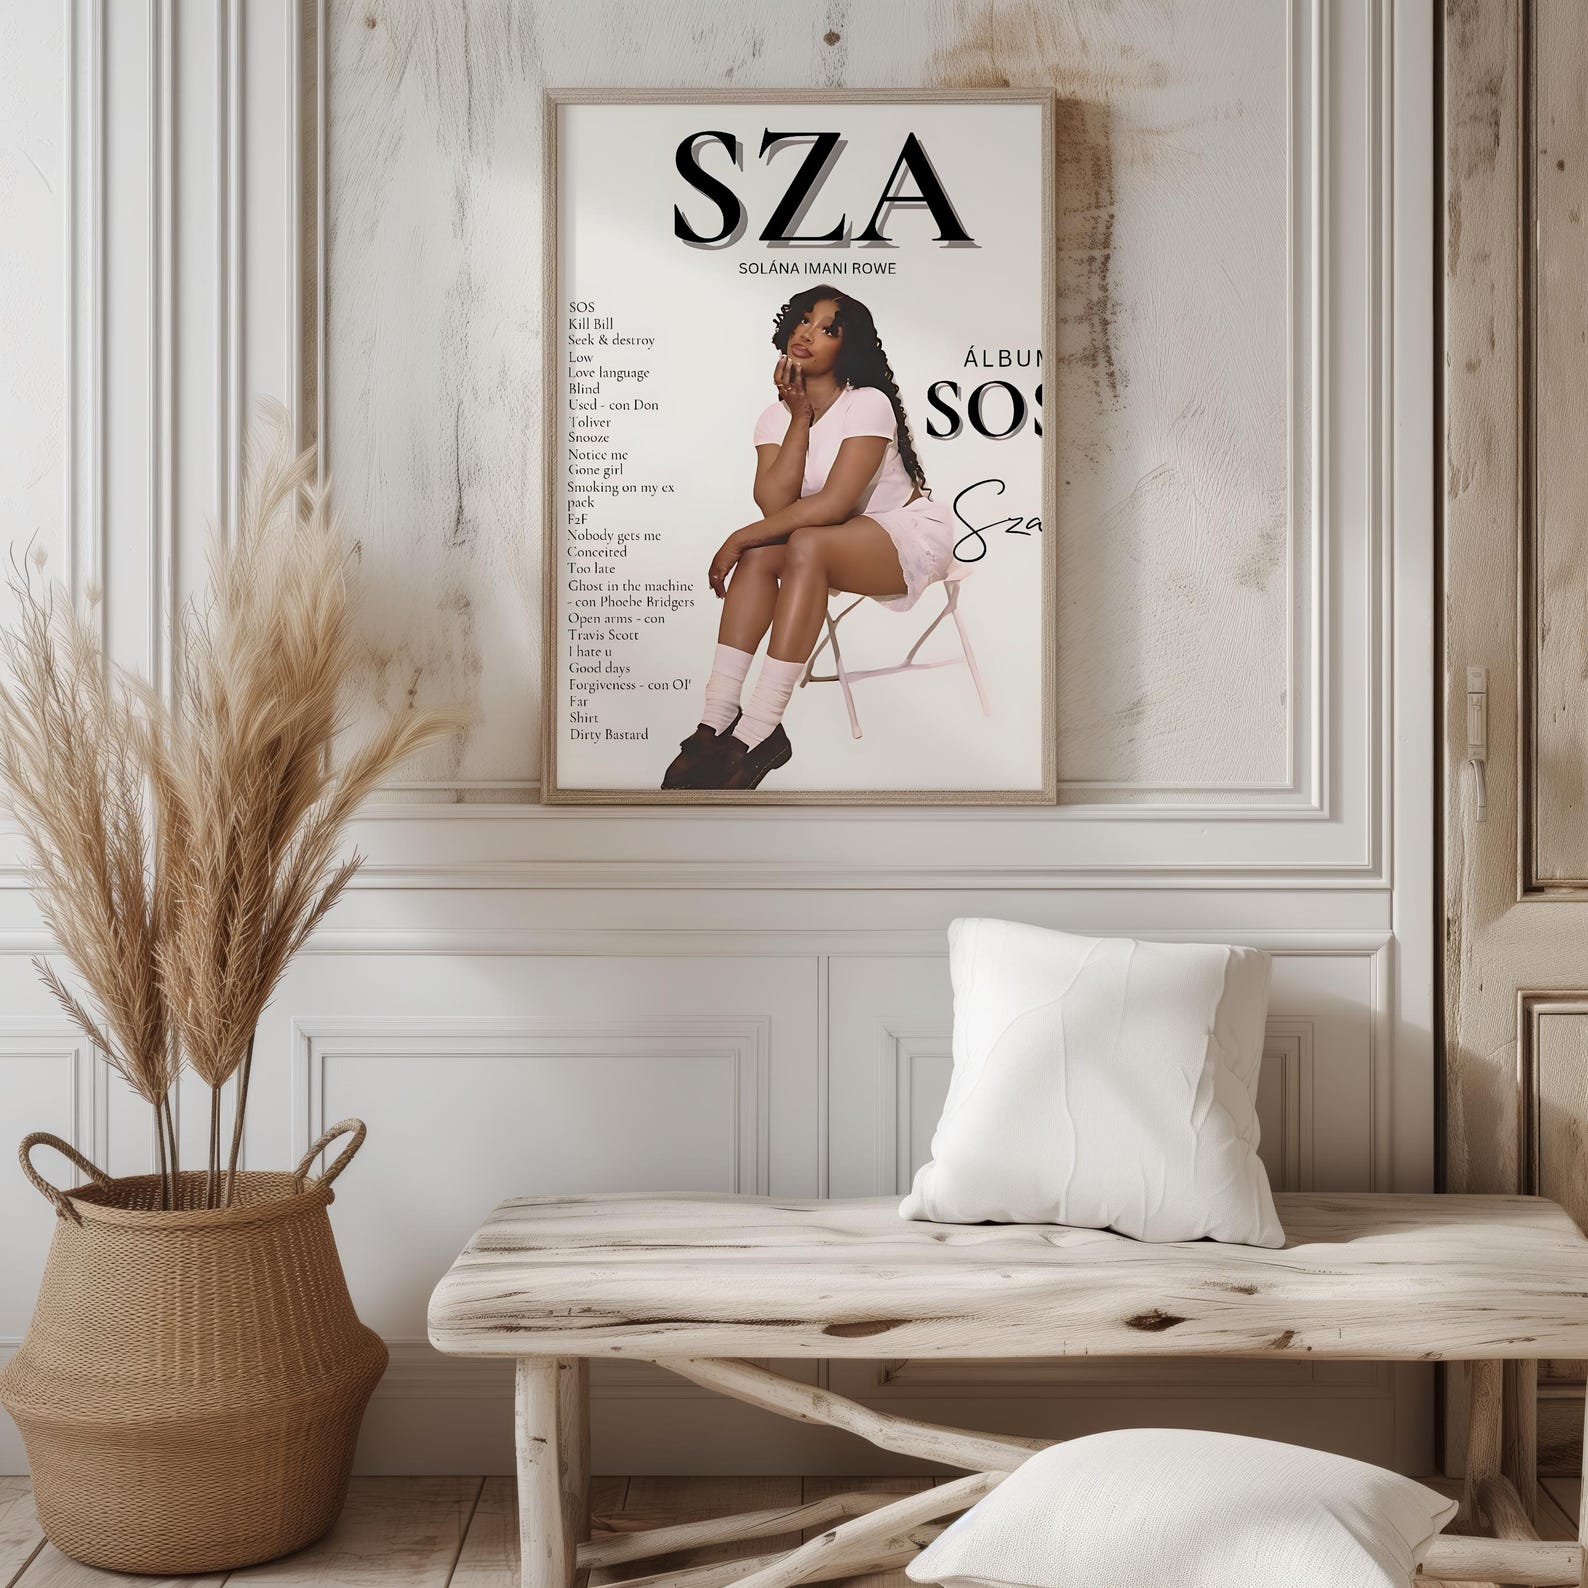 SZA
SOLÁNA IMANI ROWE
SOS
Kill Bill
Seek & destroy
Low
Love language
Blind
Used - con Don
Toliver
Snooze
Notice me
Gone girl
Smoking on my ex
pack
F2F
Nobody gets me
Conceited
Too late
Ghost in the machine
- con Phoebe Bridgers
Open arms - con
Travis Scott
I hate u
Good days
Forgiveness - con Ol'
Far
Shirt
Dirty Bastard
ÁLBUM
SOS
Sza